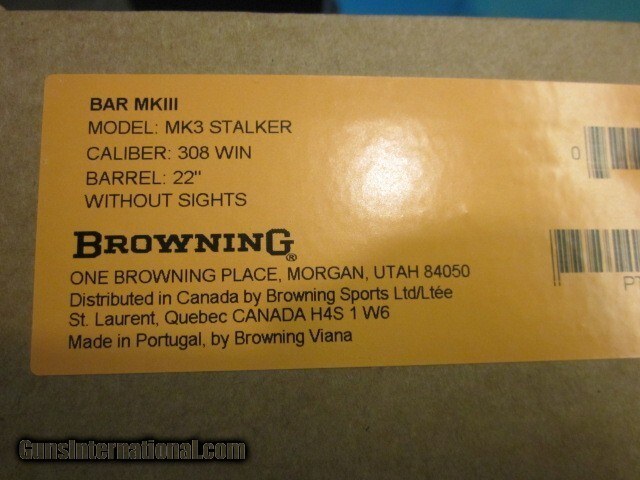 BAR MKIII
MODEL: MK3 STALKER
CALIBER: 308 WIN
BARREL: 22"
WITHOUT SIGHTS
0
BROWNING®
ONE BROWNING PLACE, MORGAN, UTAH 84050
Distributed in Canada by Browning Sports Ltd/Ltée
St. Laurent, Quebec CANADA H4S 1 W6
Made in Portugal, by Browning Viana
GunsInternational.com